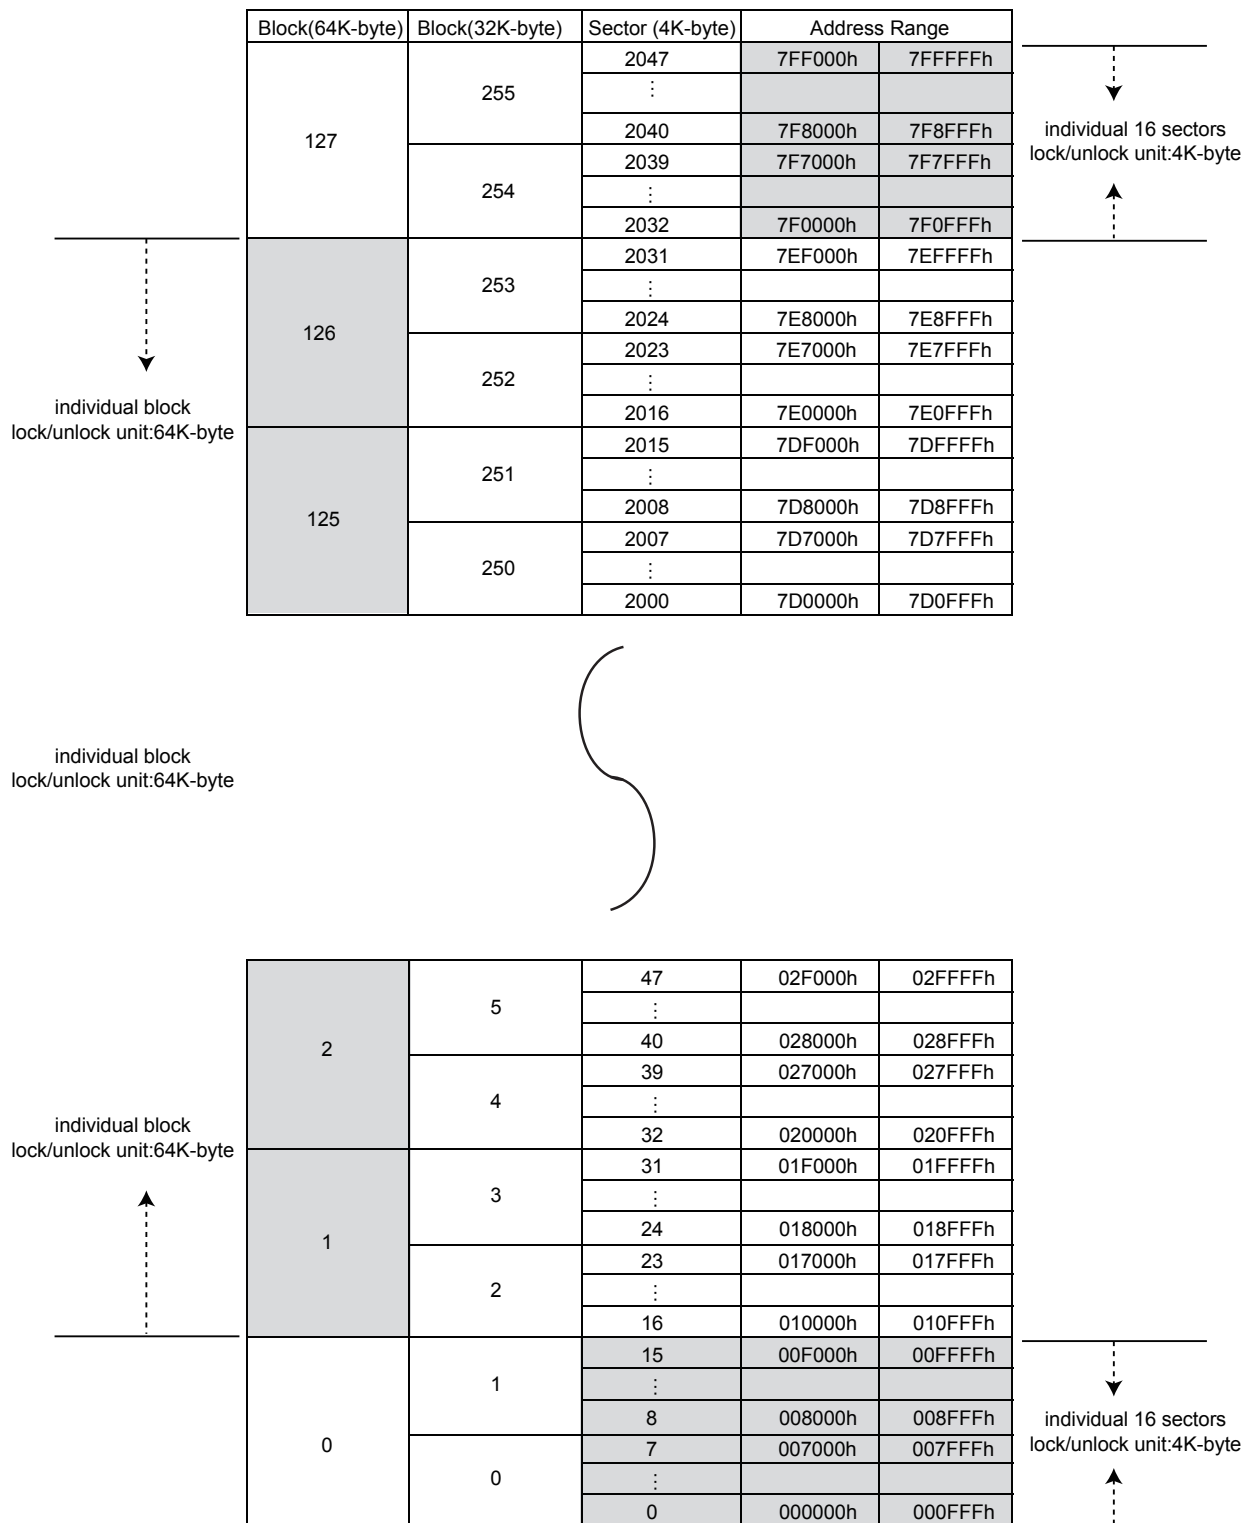 Block(64K-byte) Block(32K-byte) Sector (4K-byte) Address Range
127
255
2047 7FF000h 7FFFFFh
⋮
2040 7F8000h 7F8FFFh
254
2039 7F7000h 7F7FFFh
⋮
2032 7F0000h 7F0FFFh
individual 16 sectors
lock/unlock unit:4K-byte
126
253
2031 7EF000h 7EFFFFh
⋮
2024 7E8000h 7E8FFFh
252
2023 7E7000h 7E7FFFh
⋮
2016 7E0000h 7E0FFFh
individual block
lock/unlock unit:64K-byte
125
251
2015 7DF000h 7DFFFFh
⋮
2008 7D8000h 7D8FFFh
250
2007 7D7000h 7D7FFFh
⋮
2000 7D0000h 7D0FFFh
individual block
lock/unlock unit:64K-byte
2
5
47 02F000h 02FFFFh
⋮
40 028000h 028FFFh
4
39 027000h 027FFFh
⋮
32 020000h 020FFFh
individual block
lock/unlock unit:64K-byte
1
3
31 01F000h 01FFFFh
⋮
24 018000h 018FFFh
2
23 017000h 017FFFh
⋮
16 010000h 010FFFh
0
1
15 00F000h 00FFFFh
⋮
8 008000h 008FFFh
0
7 007000h 007FFFh
⋮
0 000000h 000FFFh
individual 16 sectors
lock/unlock unit:4K-byte